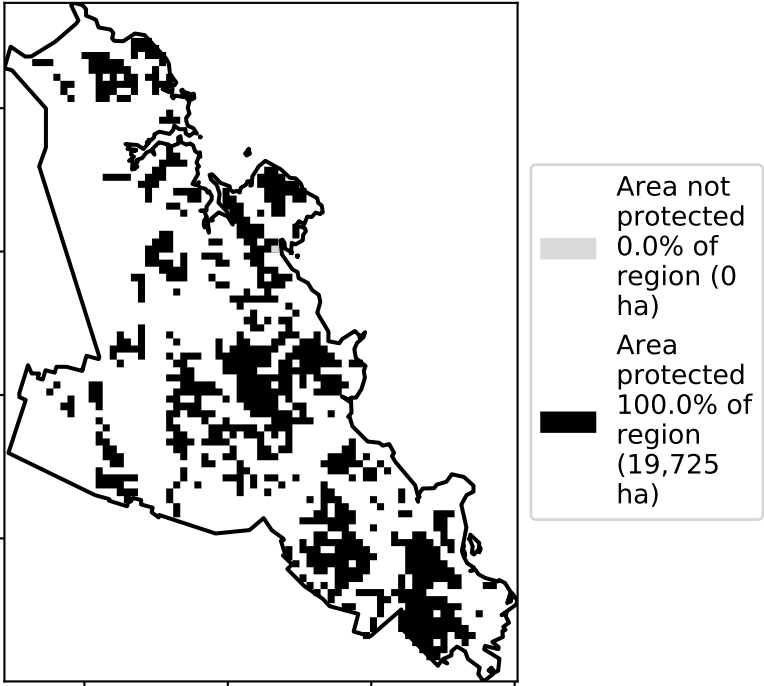 Area not
protected
0.0% of
region (0
ha)
Area
protected
100.0% of
region
(19,725
ha)